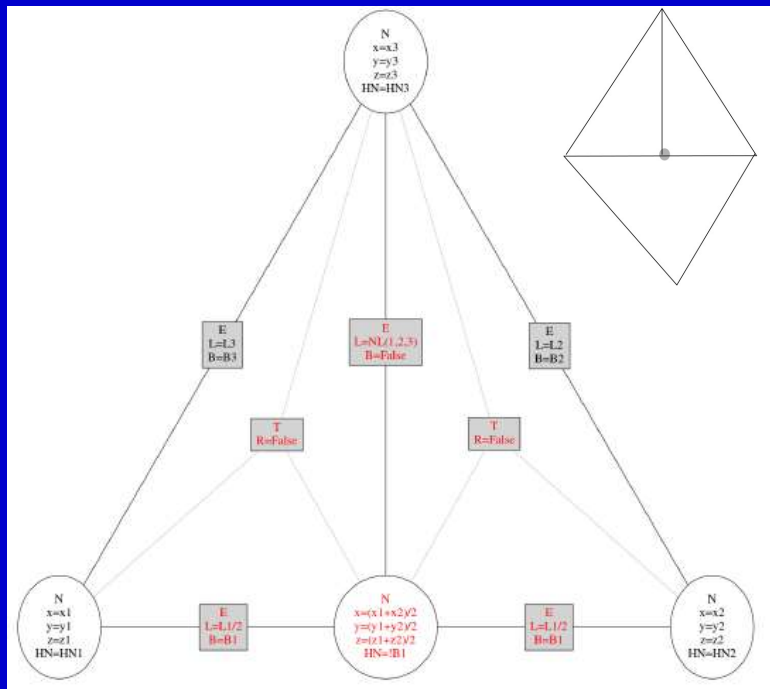 N
x=x3
y=y3
z=z3
HN=HN3
E
L=L3
B=B3
E
L=NL(1,2,3)
B=False
E
L=L2
B=B2
T
R=False
T
R=False
N
x=x1
y=y1
z=z1
HN=HN1
E
L=L1/2
B=B1
N
x=(x1+x2)/2
y=(y1+y2)/2
z=(z1+z2)/2
HN=!B1
E
L=L1/2
B=B1
N
x=x2
y=y2
z=z2
HN=HN2